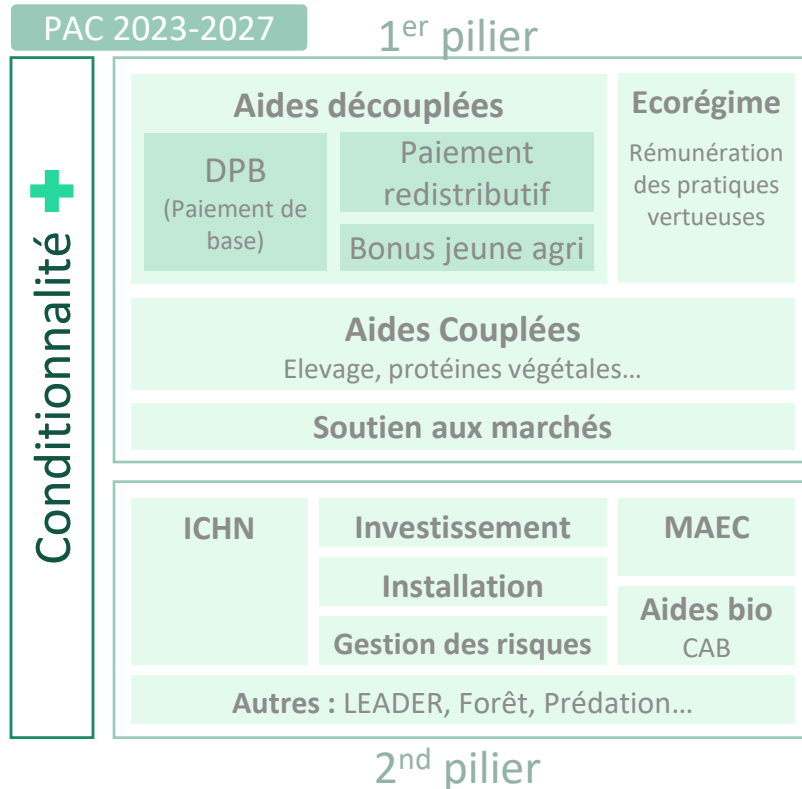 PAC 2023-2027
1er pilier
Conditionnalité +
Aides découplées
DPB
(Paiement de
base)
Paiement
redistributif
Bonus jeune agri
Ecorégime
Rémunération
des pratiques
vertueuses
Aides Couplées
Elevage, protéines végétales…
Soutien aux marchés
ICHN
Investissement
Installation
Gestion des risques
MAEC
Aides bio
CAB
Autres : LEADER, Forêt, Prédation…
2nd pilier